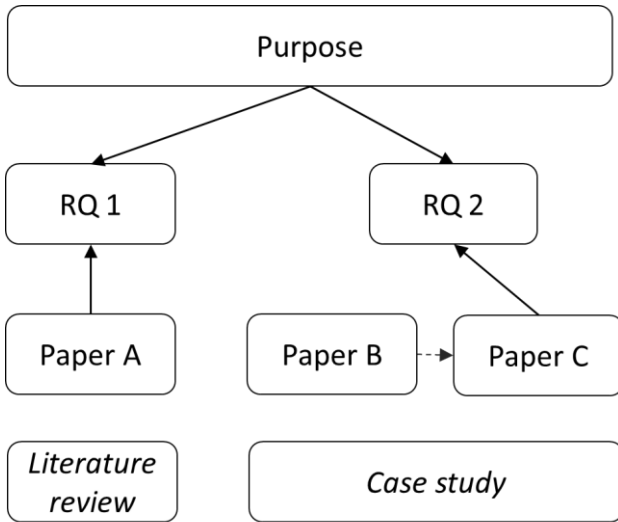 Purpose
RQ 1
RQ 2
Paper A
Paper B
Paper C
Literature
review
Case study